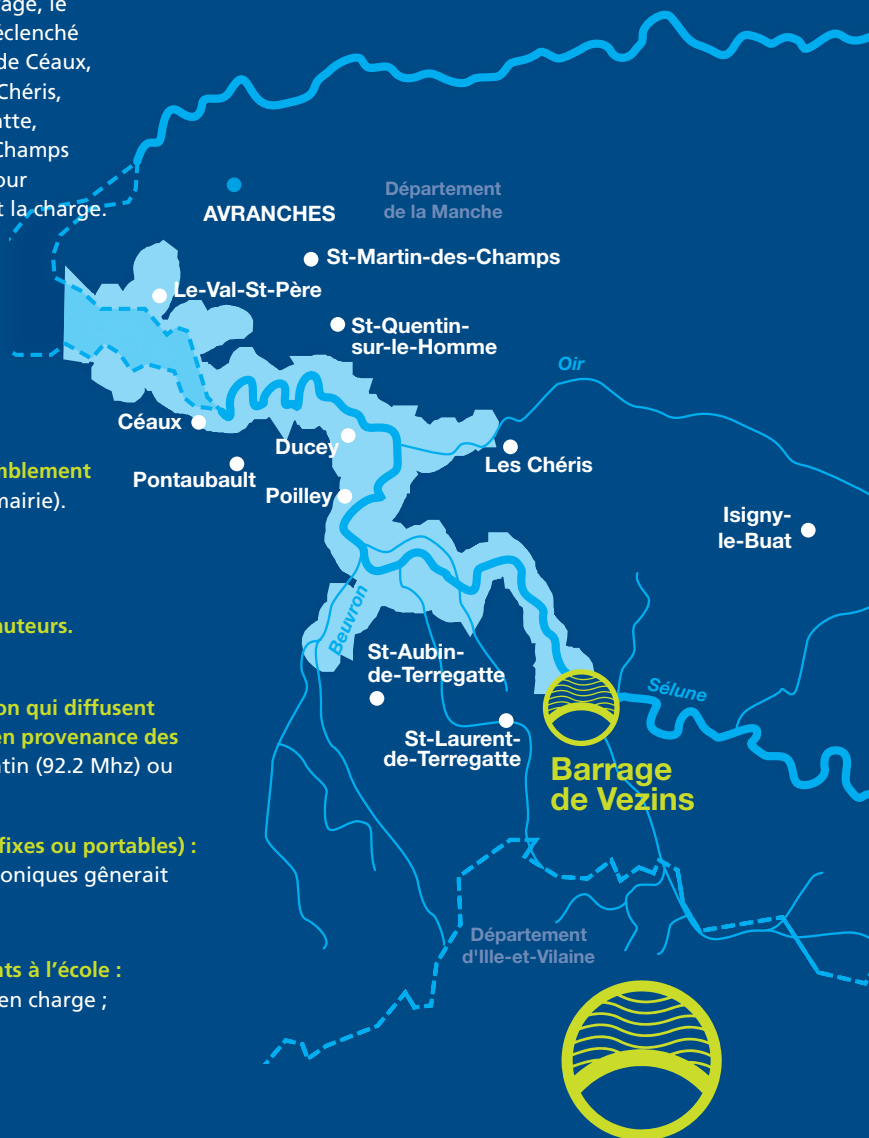 age, le
éclenché
de Céaux,
Chéris,
atte,
Champs
our
t la charge.
nblement
mairie).
auteurs.
on qui diffusent
en provenance des
tin (92.2 Mhz) ou
fixes ou portables) :
oniques gênerait
nts à l'école :
en charge ;
AVRANCHES
Département
de la Manche
St-Martin-des-Champs
Le-Val-St-Père
St-Quentin-
sur-le-Homme
Oir
Céaux
Ducey
Les Chéris
Pontaubault
Poilley
Isigny-
le-Buat
Beuvron
St-Aubin-
de-Terregatte
Sélune
St-Laurent-
de-Terregatte
Barrage
de Vezins
Département
d'Ille-et-Vilaine